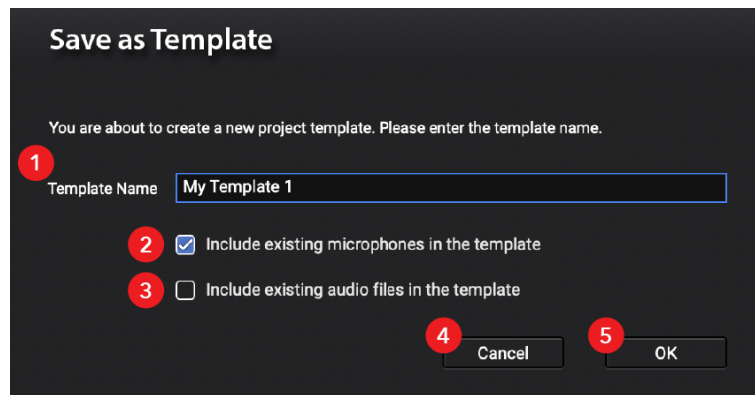 Save as Template
You are about to create a new project template. Please enter the template name.
1
Template Name My Template 1
2 Include existing microphones in the template
3 Include existing audio files in the template
4 Cancel 5 OK